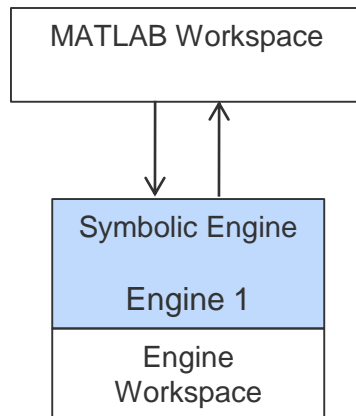 MATLAB Workspace
Symbolic Engine
Engine 1
Engine
Workspace